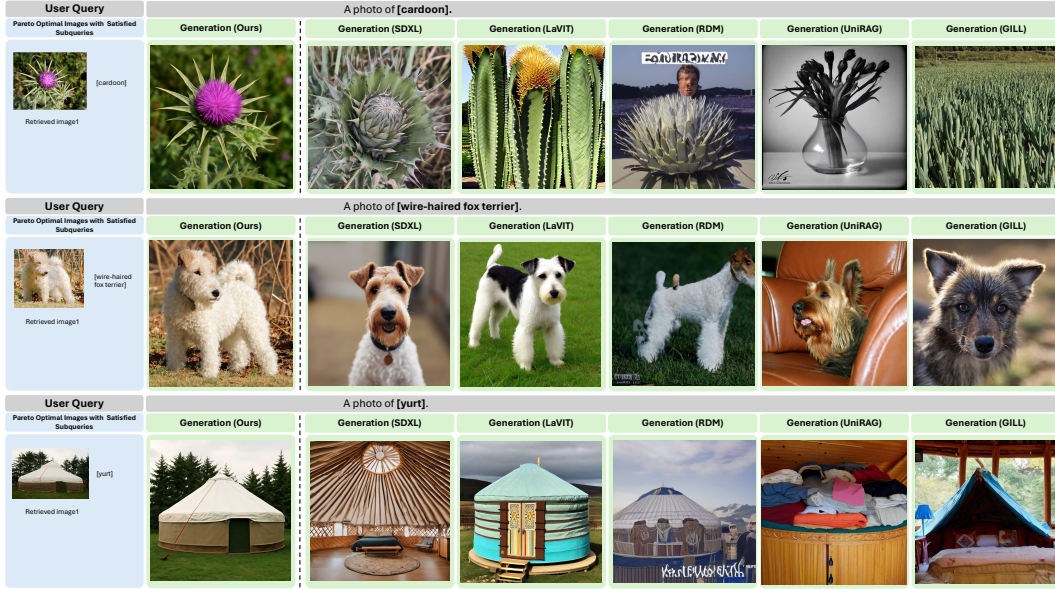 User Query
A photo of [cardoon].
Pareto Optimal Images with Satisfied
Subqueries
Generation (Ours)
Generation (SDXL)
Generation (LaVIT)
Generation (RDM)
Generation (UniRAG)
Generation (GILL)
[cardoon]
Retrieved image1
User Query
A photo of [wire-haired fox terrier].
Pareto Optimal Images with Satisfied
Subqueries
Generation (Ours)
Generation (SDXL)
Generation (LaVIT)
Generation (RDM)
Generation (UniRAG)
Generation (GILL)
[wire-haired
fox terrier]
Retrieved image1
User Query
A photo of [yurt].
Pareto Optimal Images with Satisfied
Subqueries
Generation (Ours)
Generation (SDXL)
Generation (LaVIT)
Generation (RDM)
Generation (UniRAG)
Generation (GILL)
[yurt]
Retrieved image1